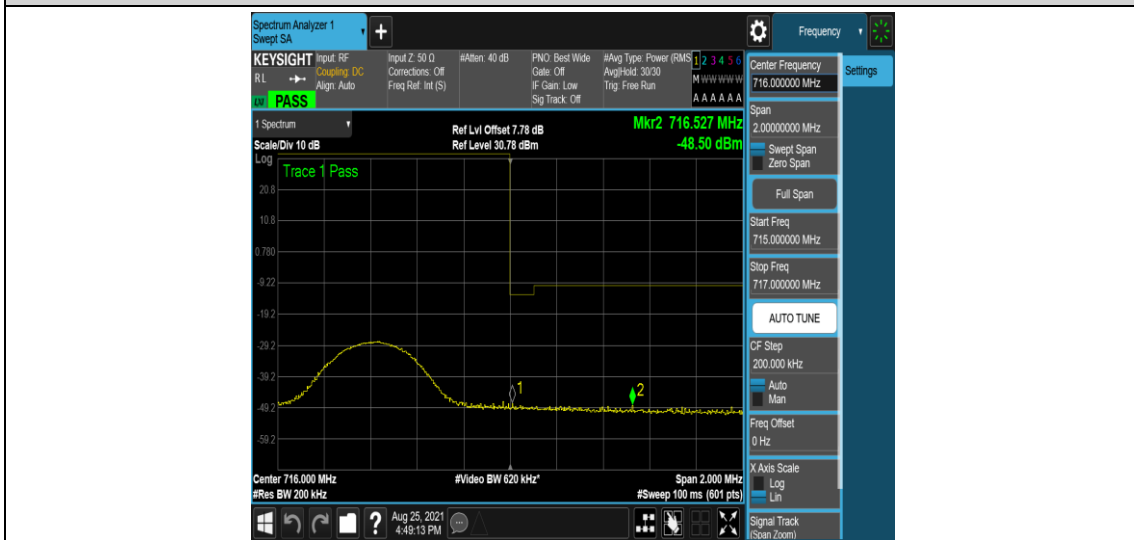 Spectrum Analyzer 1
Swept SA
+
Frequency
KEYSIGHT
RL
LXI
PASS
Input: RF
Coupling: DC
Align: Auto
Input Z: 50 Ω
Corrections: Off
Freq Ref: Int (S)
#Atten: 40 dB
PNO: Best Wide
Gate: Off
IF Gain: Low
Sig Track: Off
#Avg Type: Power (RMS
Avg|Hold: 30/30
Trig: Free Run
1 2 3 4 5 6
M W W W W W
A A A A A A
1 Spectrum
Scale/Div 10 dB
Ref Lvl Offset 7.78 dB
Ref Level 30.78 dBm
Mkr2 716.527 MHz
-48.50 dBm
Log
Trace 1 Pass
20.8
10.8
0.780
-9.22
-19.2
-29.2
-39.2
-49.2
-59.2
1
2
Center 716.000 MHz
#Res BW 200 kHz
#Video BW 620 kHz*
Span 2.000 MHz
#Sweep 100 ms (601 pts)
?
Aug 25, 2021
4:49:13 PM
Center Frequency
716.000000 MHz
Settings
Span
2.00000000 MHz
Swept Span
Zero Span
Full Span
Start Freq
715.000000 MHz
Stop Freq
717.000000 MHz
AUTO TUNE
CF Step
200.000 kHz
Auto
Man
Freq Offset
0 Hz
X Axis Scale
Log
Lin
Signal Track
(Span Zoom)